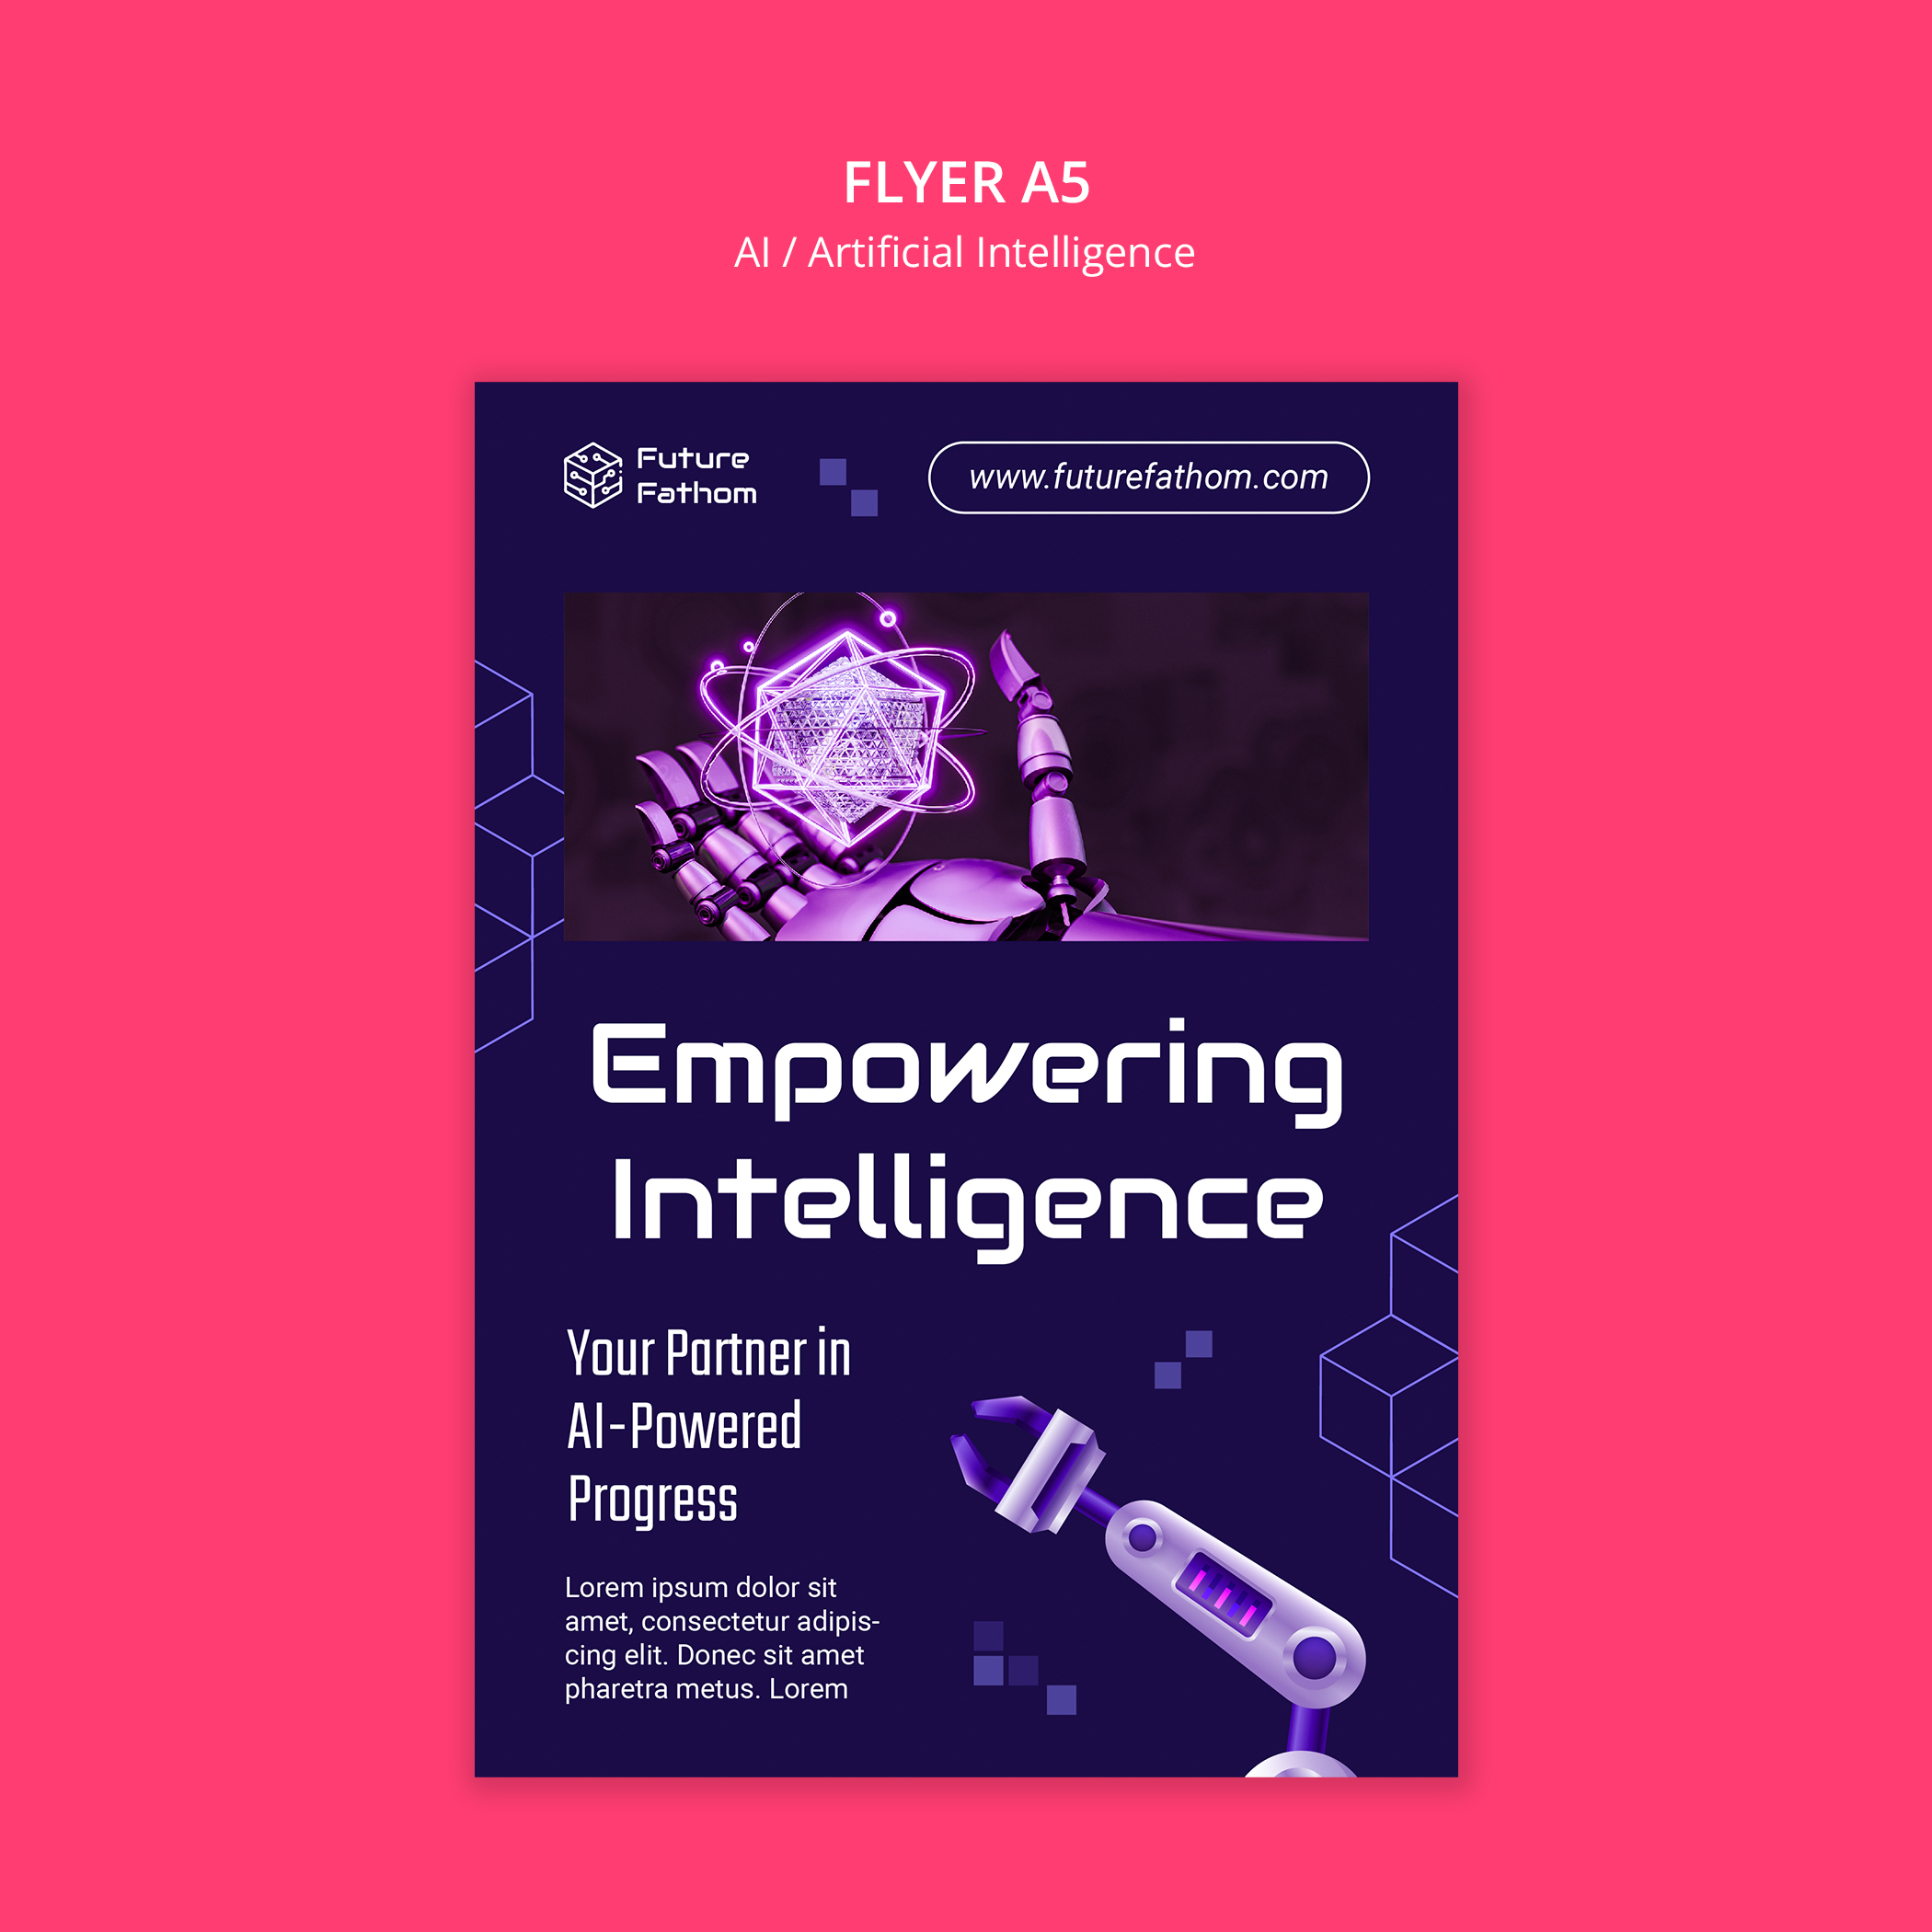 FLYER A5
AI / Artificial Intelligence
Future
Fathom
www.futurefathom.com
Empowering
Intelligence
Your Partner in
AI-Powered
Progress
Lorem ipsum dolor sit
amet, consectetur adipis-
cing elit. Donec sit amet
pharetra metus. Lorem